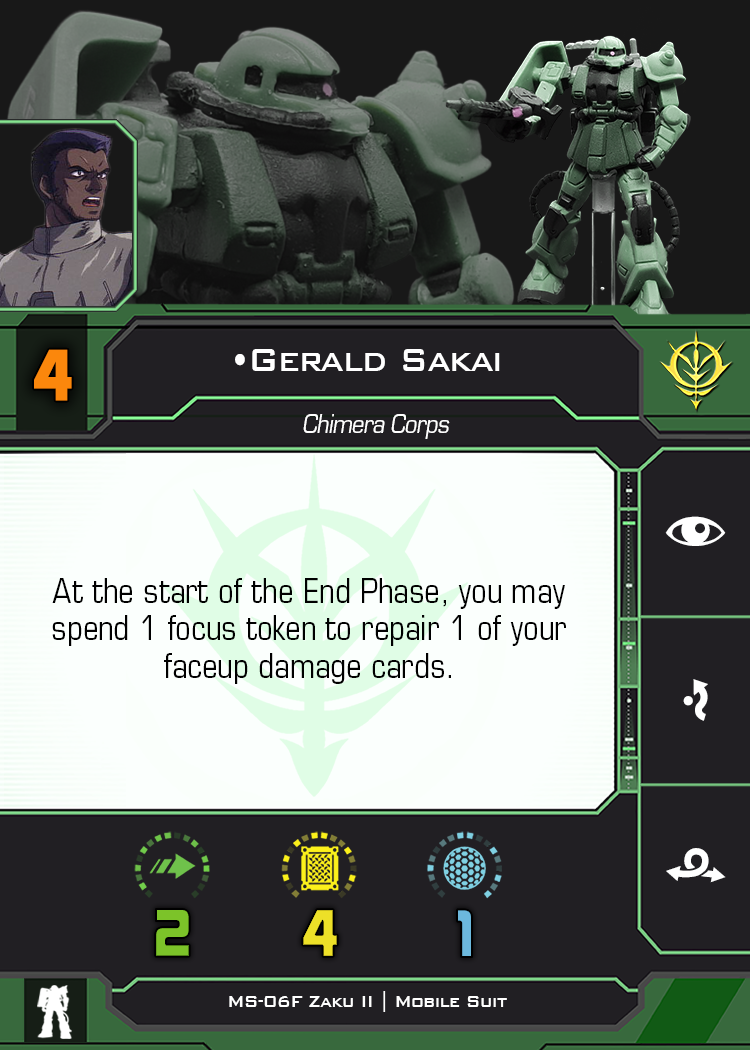 4
•Gerald Sakai
Chimera Corps
At the start of the End Phase, you may
spend 1 focus token to repair 1 of your
faceup damage cards.
2 4 1
MS-06F Zaku II | Mobile Suit